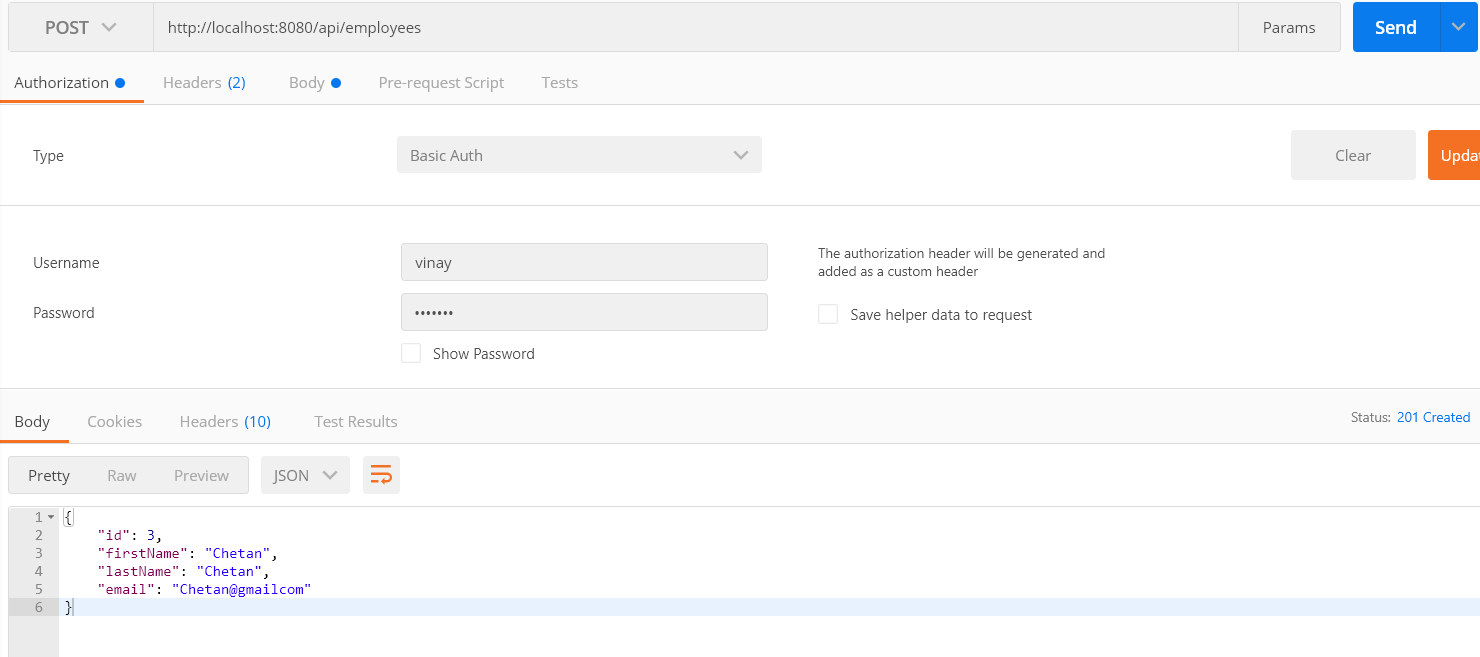 POST http://localhost:8080/api/employees Params Send
Authorization Headers (2) Body Pre-request Script Tests
Type Basic Auth Clear
Username vinay The authorization header will be generated and
added as a custom header
Password ••••••• Save helper data to request
Show Password
Body Cookies Headers (10) Test Results Status: 201 Created
Pretty Raw Preview JSON
1 {
2 "id": 3,
3 "firstName": "Chetan",
4 "lastName": "Chetan",
5 "email": "Chetan@gmailcom"
6 }